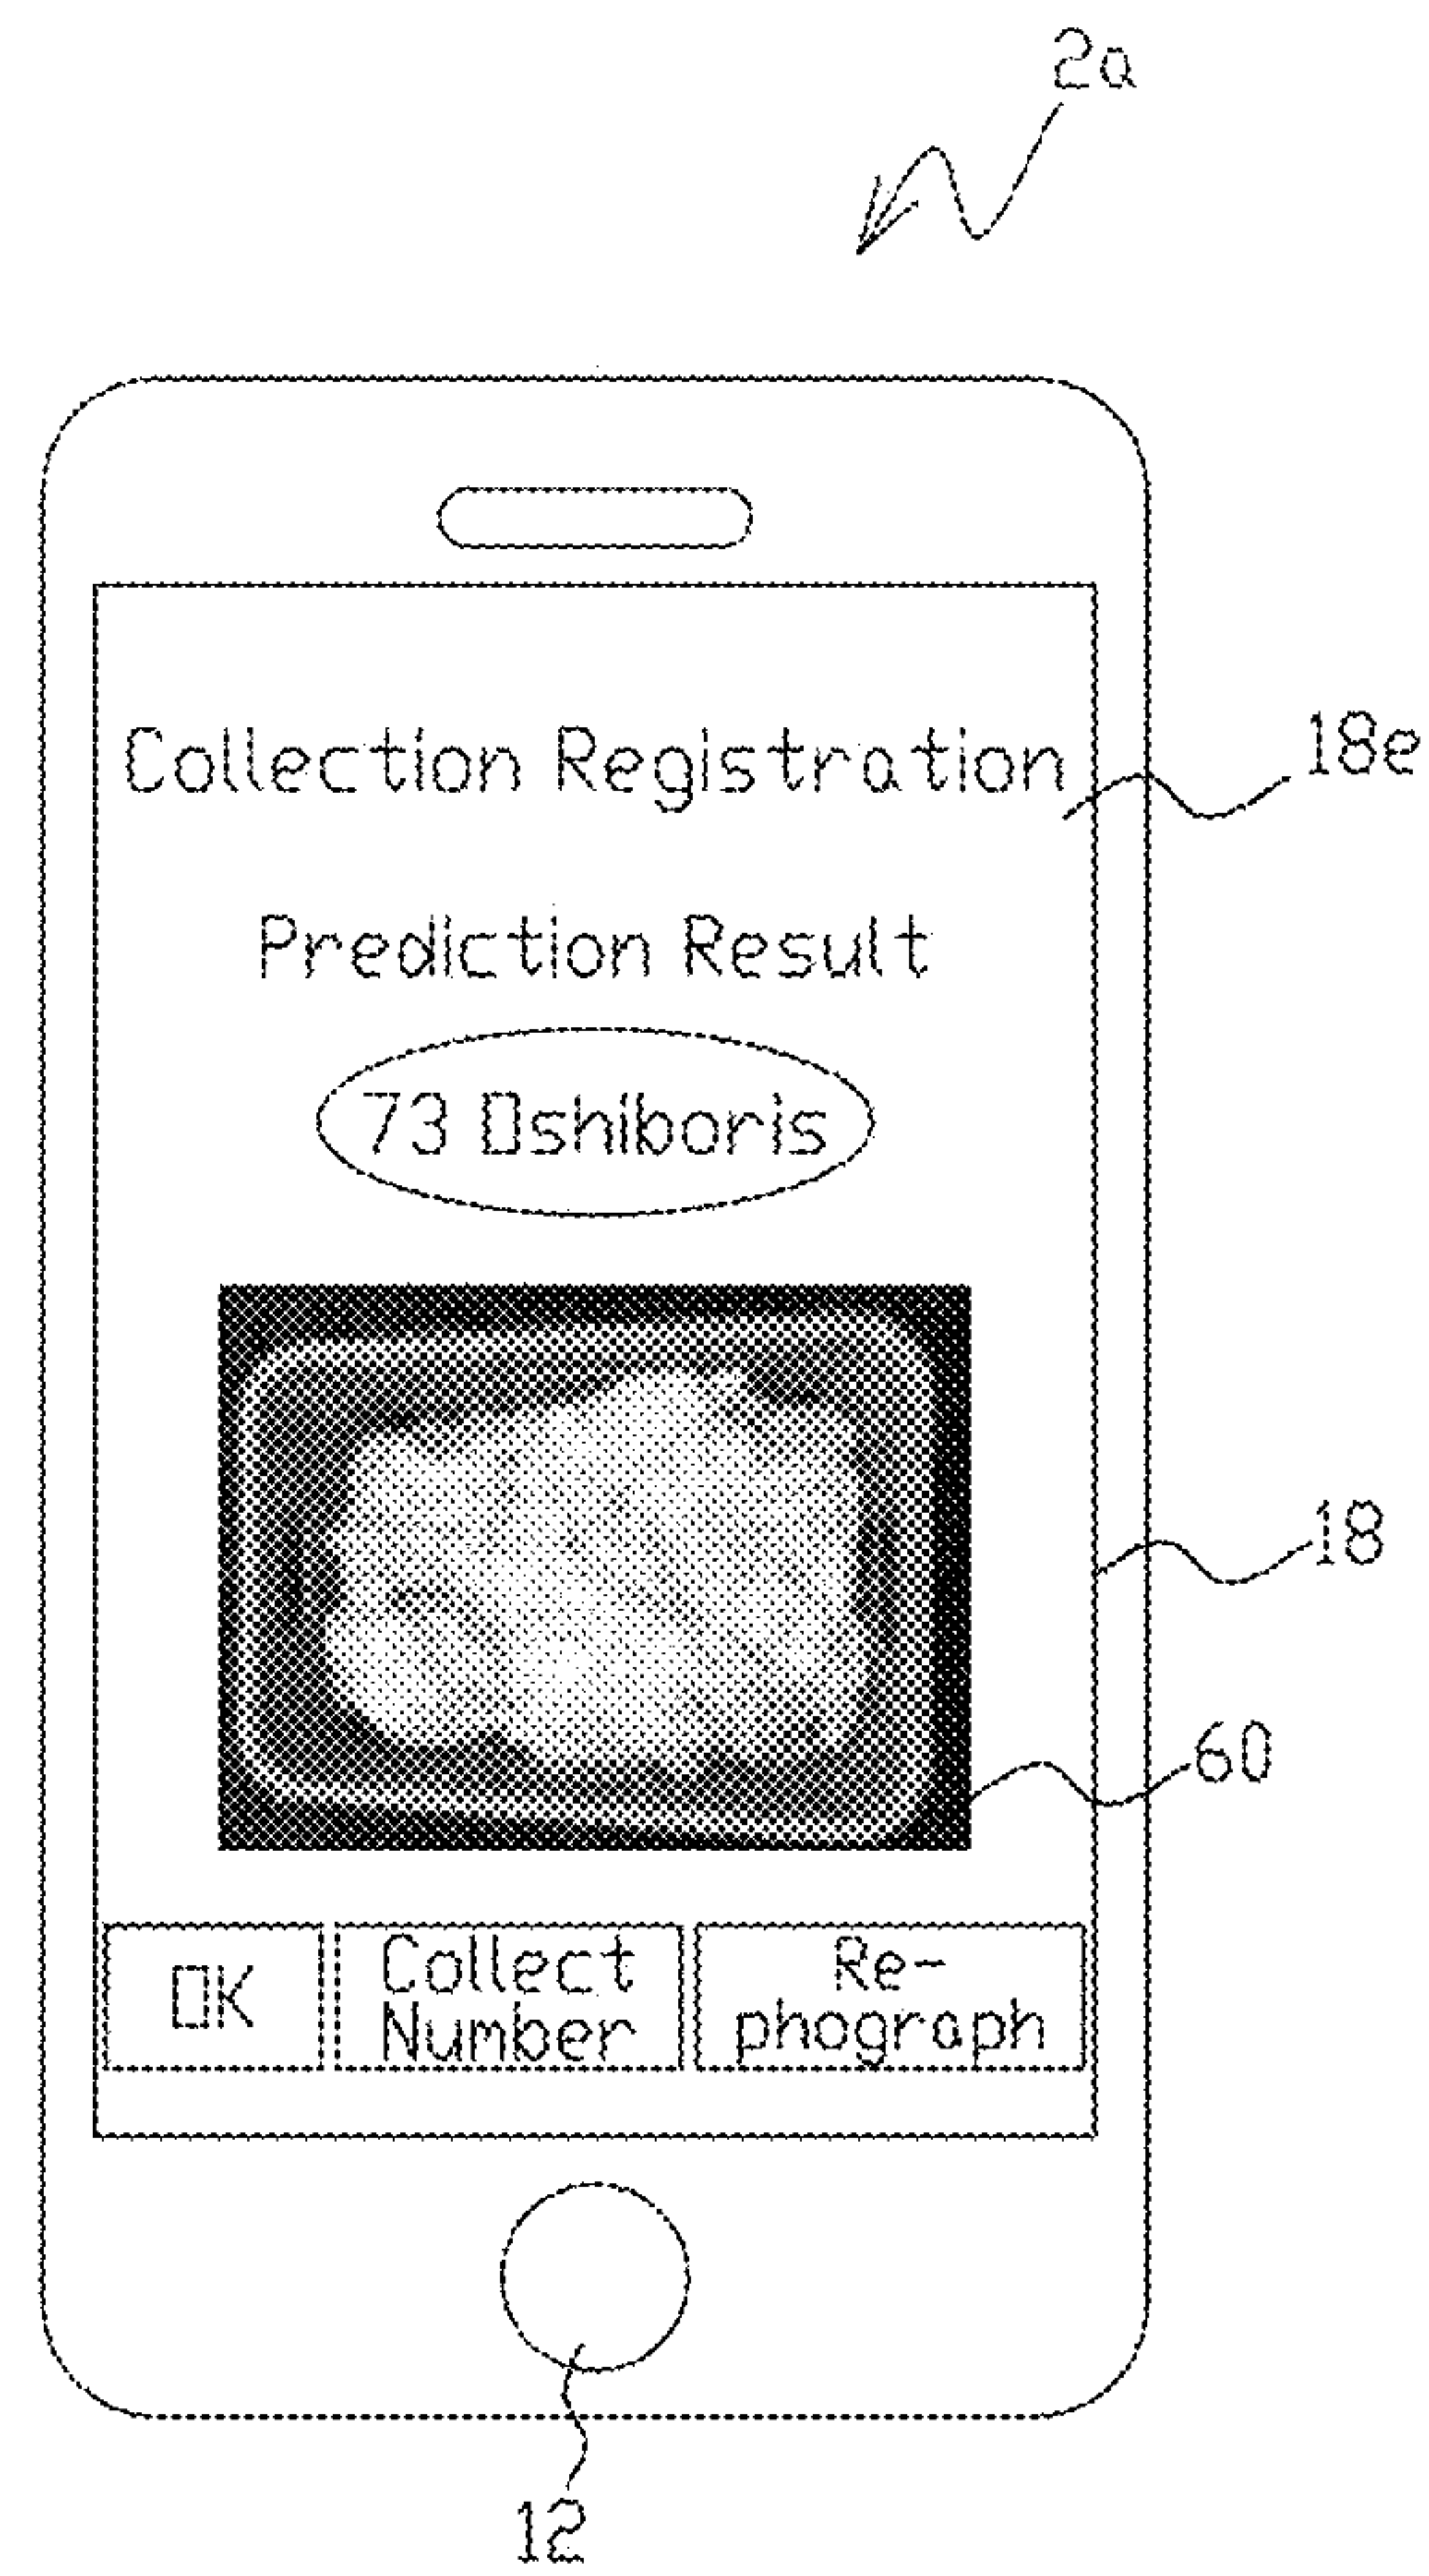 2a
Collection Registration
18e
Prediction Result
73 Oshiboris
18
60
OK
Collect
Number
Re-
phograph
12